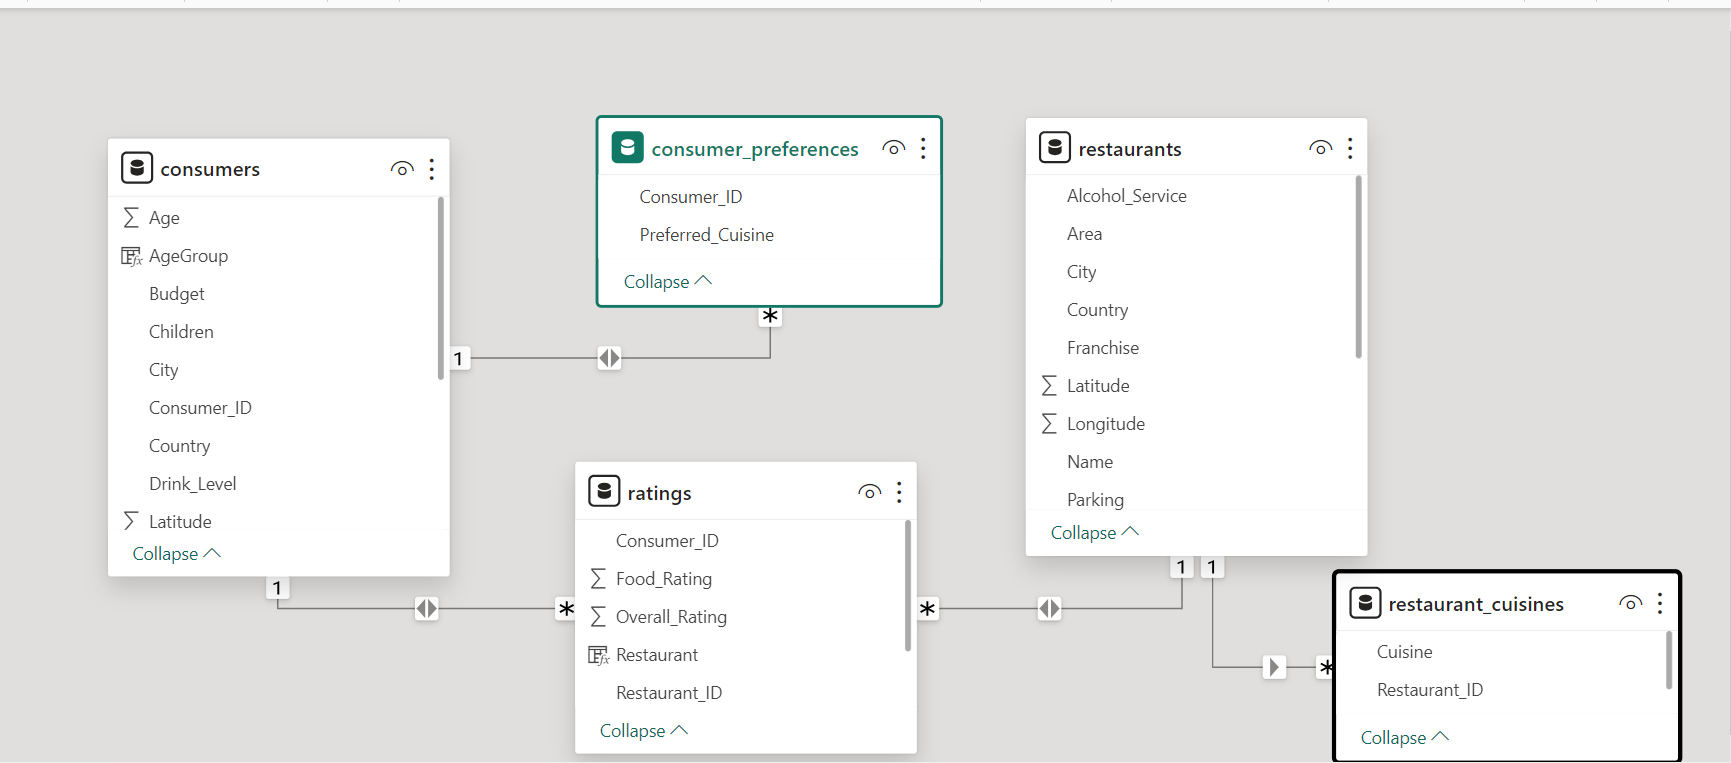 consumers
Age
AgeGroup
Budget
Children
City
Consumer_ID
Country
Drink_Level
Latitude
Collapse
1
1
consumer_preferences
Consumer_ID
Preferred_Cuisine
Collapse
*
ratings
Consumer_ID
Food_Rating
Overall_Rating
Restaurant
Restaurant_ID
Collapse
*
*
restaurants
Alcohol_Service
Area
City
Country
Franchise
Latitude
Longitude
Name
Parking
Collapse
1
1
restaurant_cuisines
Cuisine
Restaurant_ID
Collapse
*